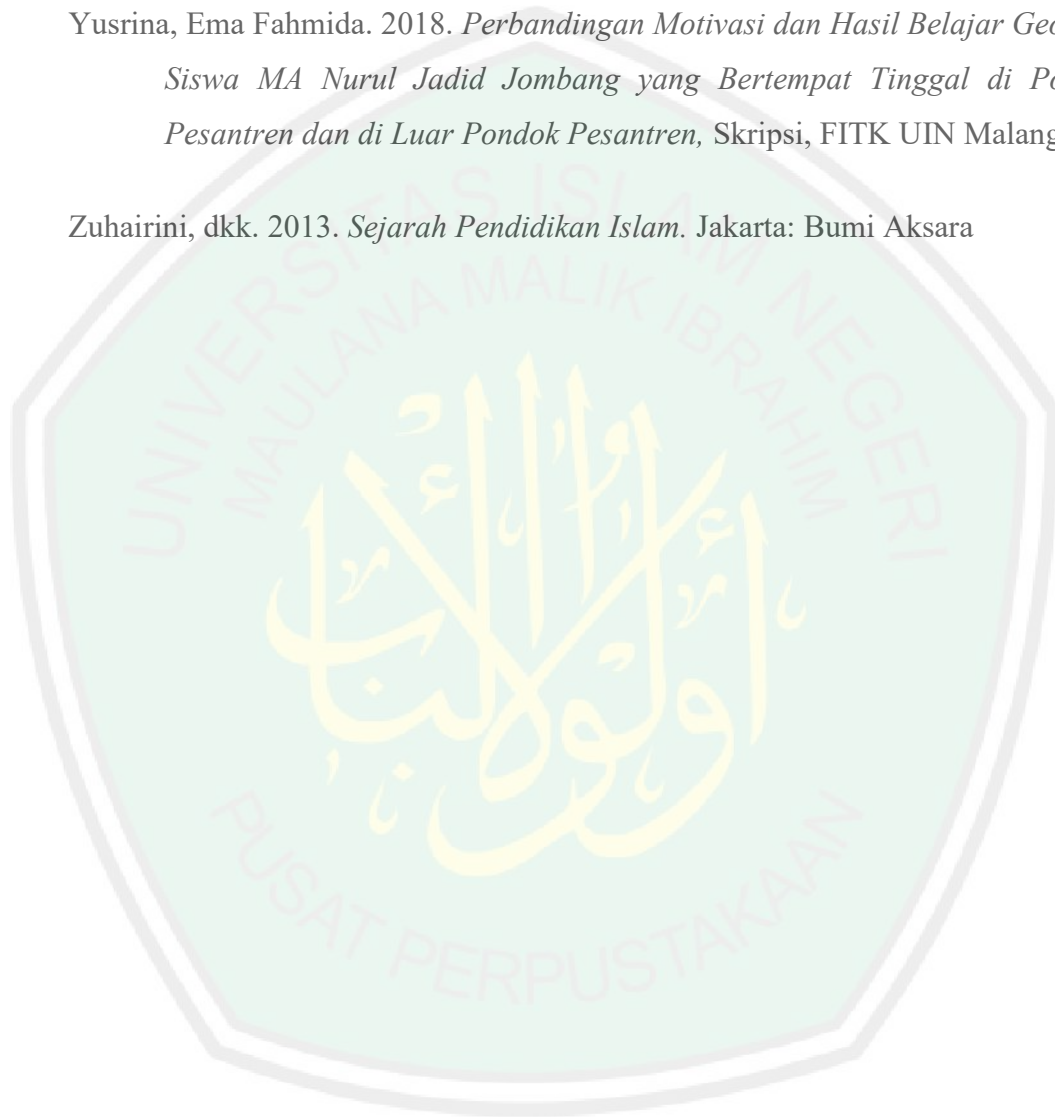 Yusrina, Ema Fahmida. 2018. Perbandingan Motivasi dan Hasil Belajar Geo
Siswa MA Nurul Jadid Jombang yang Bertempat Tinggal di Po
Pesantren dan di Luar Pondok Pesantren, Skripsi, FITK UIN Malang
Zuhairini, dkk. 2013. Sejarah Pendidikan Islam. Jakarta: Bumi Aksara
UNIVERSITAS ISLAM NEGERI
MAULANA MALIK IBRAHIM
أولوا الألباب
PUSAT PERPUSTAKAAN